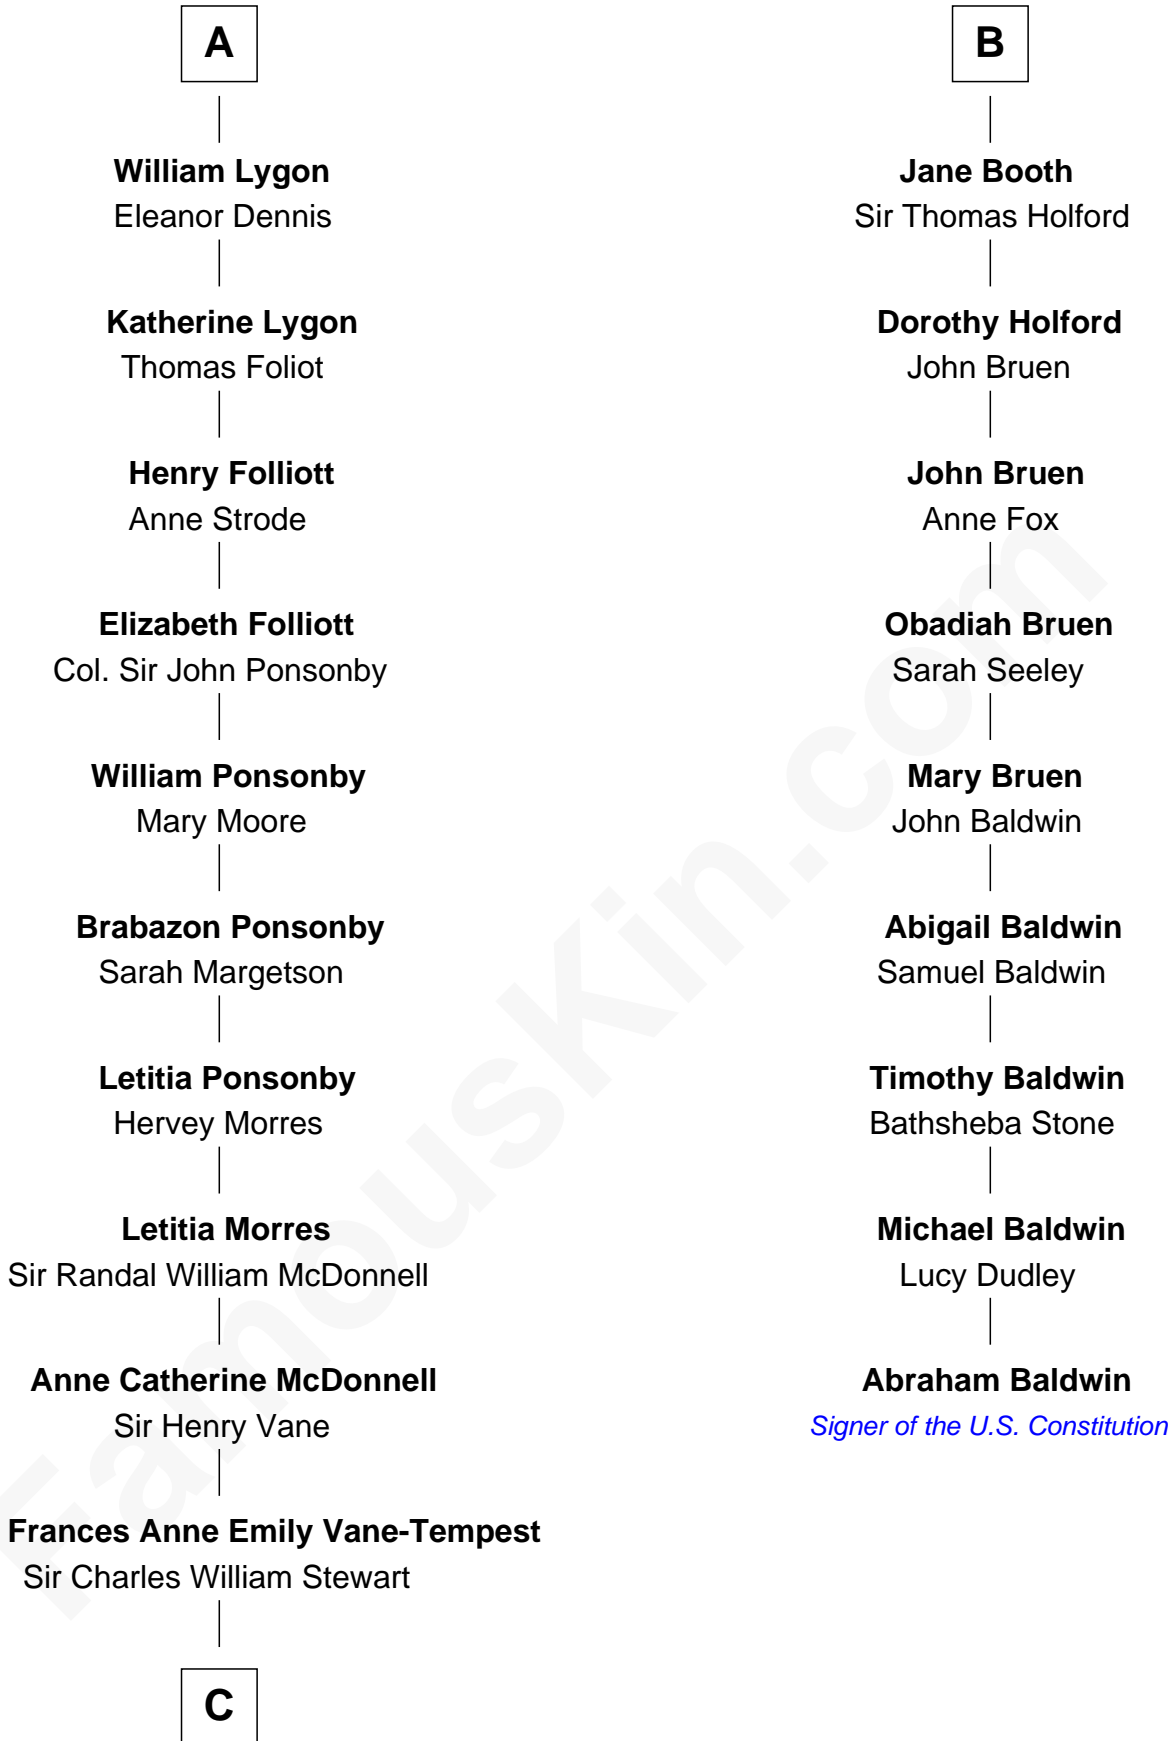 A
William Lygon
Eleanor Dennis
Katherine Lygon
Thomas Foliot
Henry Folliott
Anne Strode
Elizabeth Folliott
Col. Sir John Ponsonby
William Ponsonby
Mary Moore
Brabazon Ponsonby
Sarah Margetson
Letitia Ponsonby
Hervey Morres
Letitia Morres
Sir Randal William McDonnell
Anne Catherine McDonnell
Sir Henry Vane
Frances Anne Emily Vane-Tempest
Sir Charles William Stewart
C
B
Jane Booth
Sir Thomas Holford
Dorothy Holford
John Bruen
John Bruen
Anne Fox
Obadiah Bruen
Sarah Seeley
Mary Bruen
John Baldwin
Abigail Baldwin
Samuel Baldwin
Timothy Baldwin
Bathsheba Stone
Michael Baldwin
Lucy Dudley
Abraham Baldwin
Signer of the U.S. Constitution
FamousKin.com